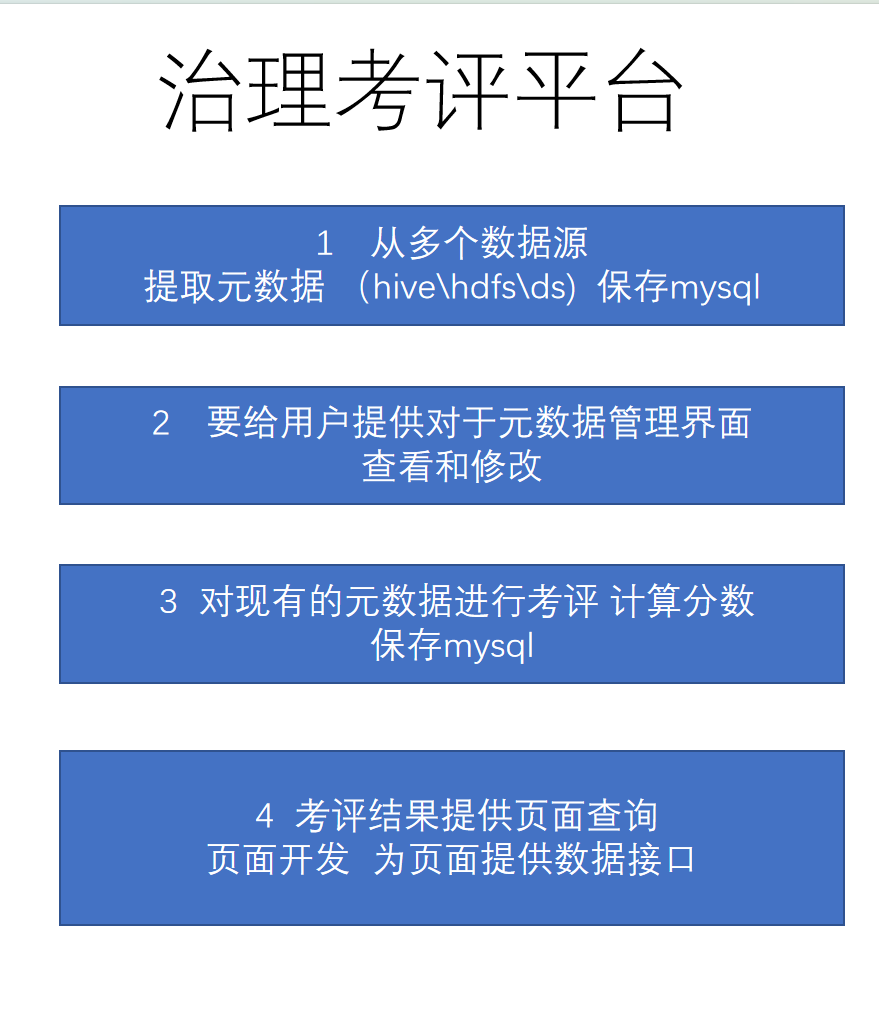 治理考评平台
1 从多个数据源
提取元数据 （hive\hdfs\ds) 保存mysql
2 要给用户提供对于元数据管理界面
查看和修改
3 对现有的元数据进行考评 计算分数
保存mysql
4 考评结果提供页面查询
页面开发 为页面提供数据接口